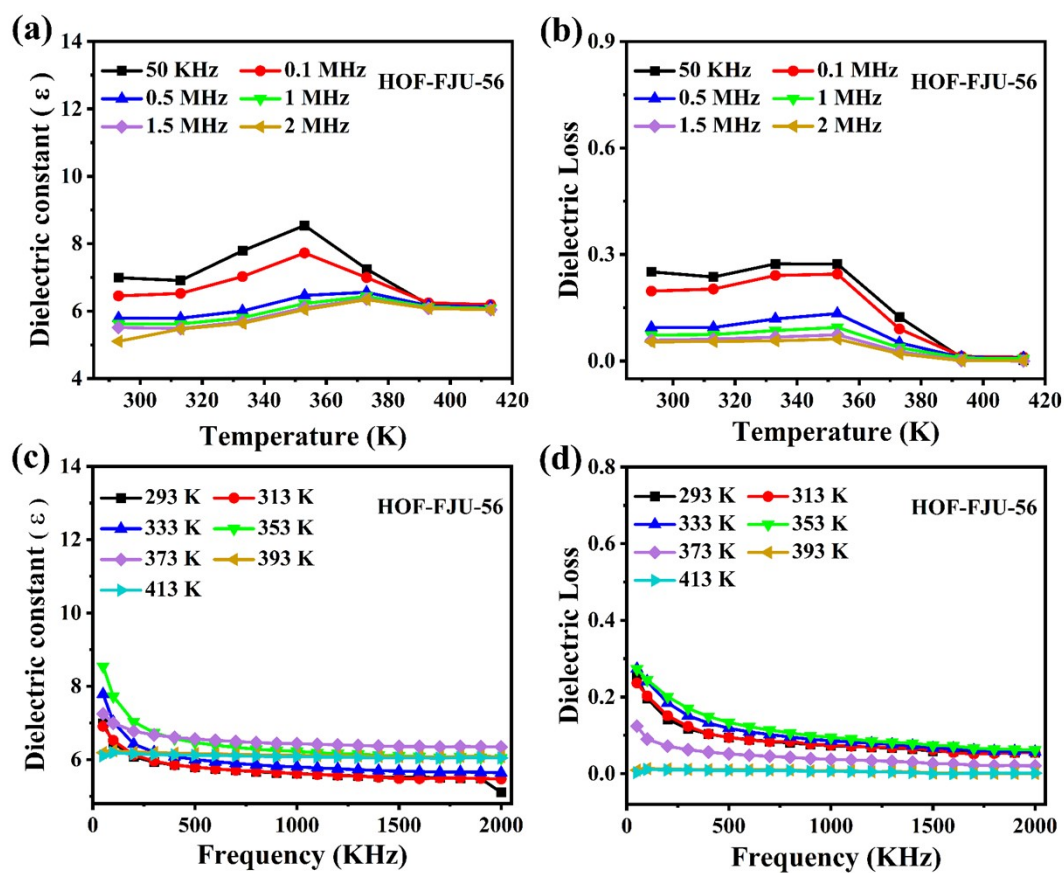 (a)
14
12
10
8
6
4
Dielectric constant ( ε )
50 KHz 0.1 MHz
0.5 MHz 1 MHz
1.5 MHz 2 MHz
HOF-FJU-56
300 320 340 360 380 400 420
Temperature (K)
(b)
0.9
0.6
0.3
0.0
Dielectric Loss
50 KHz 0.1 MHz
0.5 MHz 1 MHz
1.5 MHz 2 MHz
HOF-FJU-56
300 320 340 360 380 400 420
Temperature (K)
(c)
14
12
10
8
6
Dielectric constant ( ε )
293 K 313 K
333 K 353 K
373 K 393 K
413 K
HOF-FJU-56
0 500 1000 1500 2000
Frequency (KHz)
(d)
0.8
0.6
0.4
0.2
0.0
Dielectric Loss
293 K 313 K
333 K 353 K
373 K 393 K
413 K
HOF-FJU-56
0 500 1000 1500 2000
Frequency (KHz)